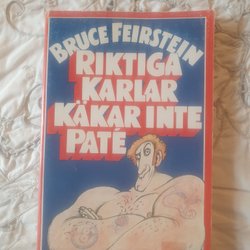 BRUCE FEIRSTEIN
RIKTIGA
KARLAR
KÄKAR INTE
PATÉ